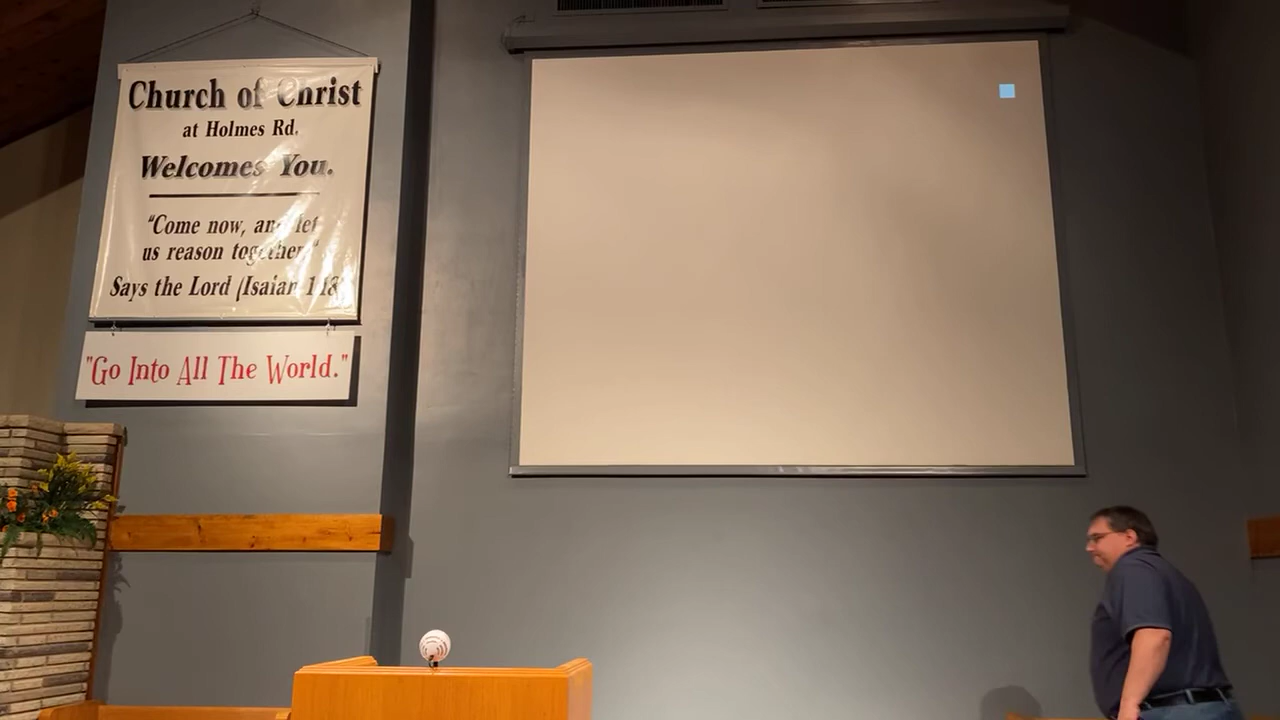 Church of Christ
at Holmes Rd.
Welcomes You.
"Come now, and let
us reason together,"
Says the Lord (Isaiah 1:18)
"Go Into All The World."